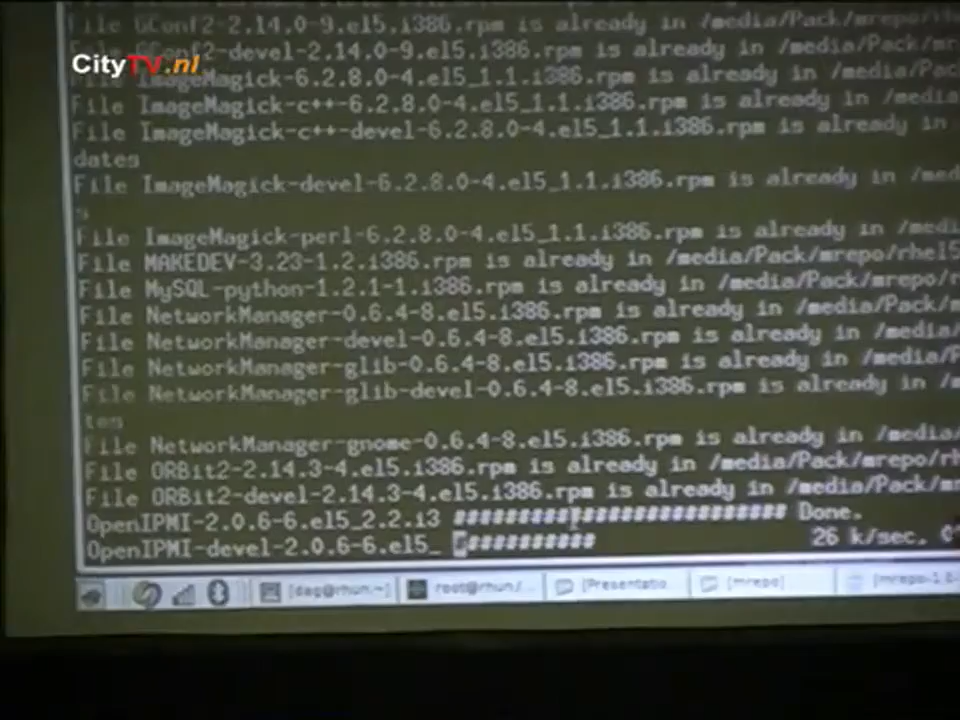 File GConf2-2.14.0-9.el5.i386.rpm is already in /media/Pack/mrepo/
File GConf2-devel-2.14.0-9.el5.i386.rpm is already in /media/Pack/
CityTV.nl
File ImageMagick-6.2.8.0-4.el5_1.1.i386.rpm is already in /media/Pac
File ImageMagick-c++-6.2.8.0-4.el5_1.1.i386.rpm is already in /media
File ImageMagick-c++-devel-6.2.8.0-4.el5_1.1.i386.rpm is already in
dates
File ImageMagick-devel-6.2.8.0-4.el5_1.1.i386.rpm is already in /med
s
File ImageMagick-perl-6.2.8.0-4.el5_1.1.i386.rpm is already in /medi
File MAKEDEV-3.23-1.2.i386.rpm is already in /media/Pack/mrepo/rhel5
File MySQL-python-1.2.1-1.i386.rpm is already in /media/Pack/mrepo/r
File NetworkManager-0.6.4-8.el5.i386.rpm is already in /media/Pack/m
File NetworkManager-devel-0.6.4-8.el5.i386.rpm is already in /media/
File NetworkManager-glib-0.6.4-8.el5.i386.rpm is already in /media/P
File NetworkManager-glib-devel-0.6.4-8.el5.i386.rpm is already in /
tes
File NetworkManager-gnome-0.6.4-8.el5.i386.rpm is already in /media/
File ORBit2-2.14.3-4.el5.i386.rpm is already in /media/Pack/mrepo/rh
File ORBit2-devel-2.14.3-4.el5.i386.rpm is already in /media/Pack/m
OpenIPMI-2.0.6-6.el5_2.2.i3 ############################### Done.
OpenIPMI-devel-2.0.6-6.el5_ ############# 26 k/sec.
[dag@rhun:~] root@rhun:/... [Presentatio [mrepo] [mrepo-1.0